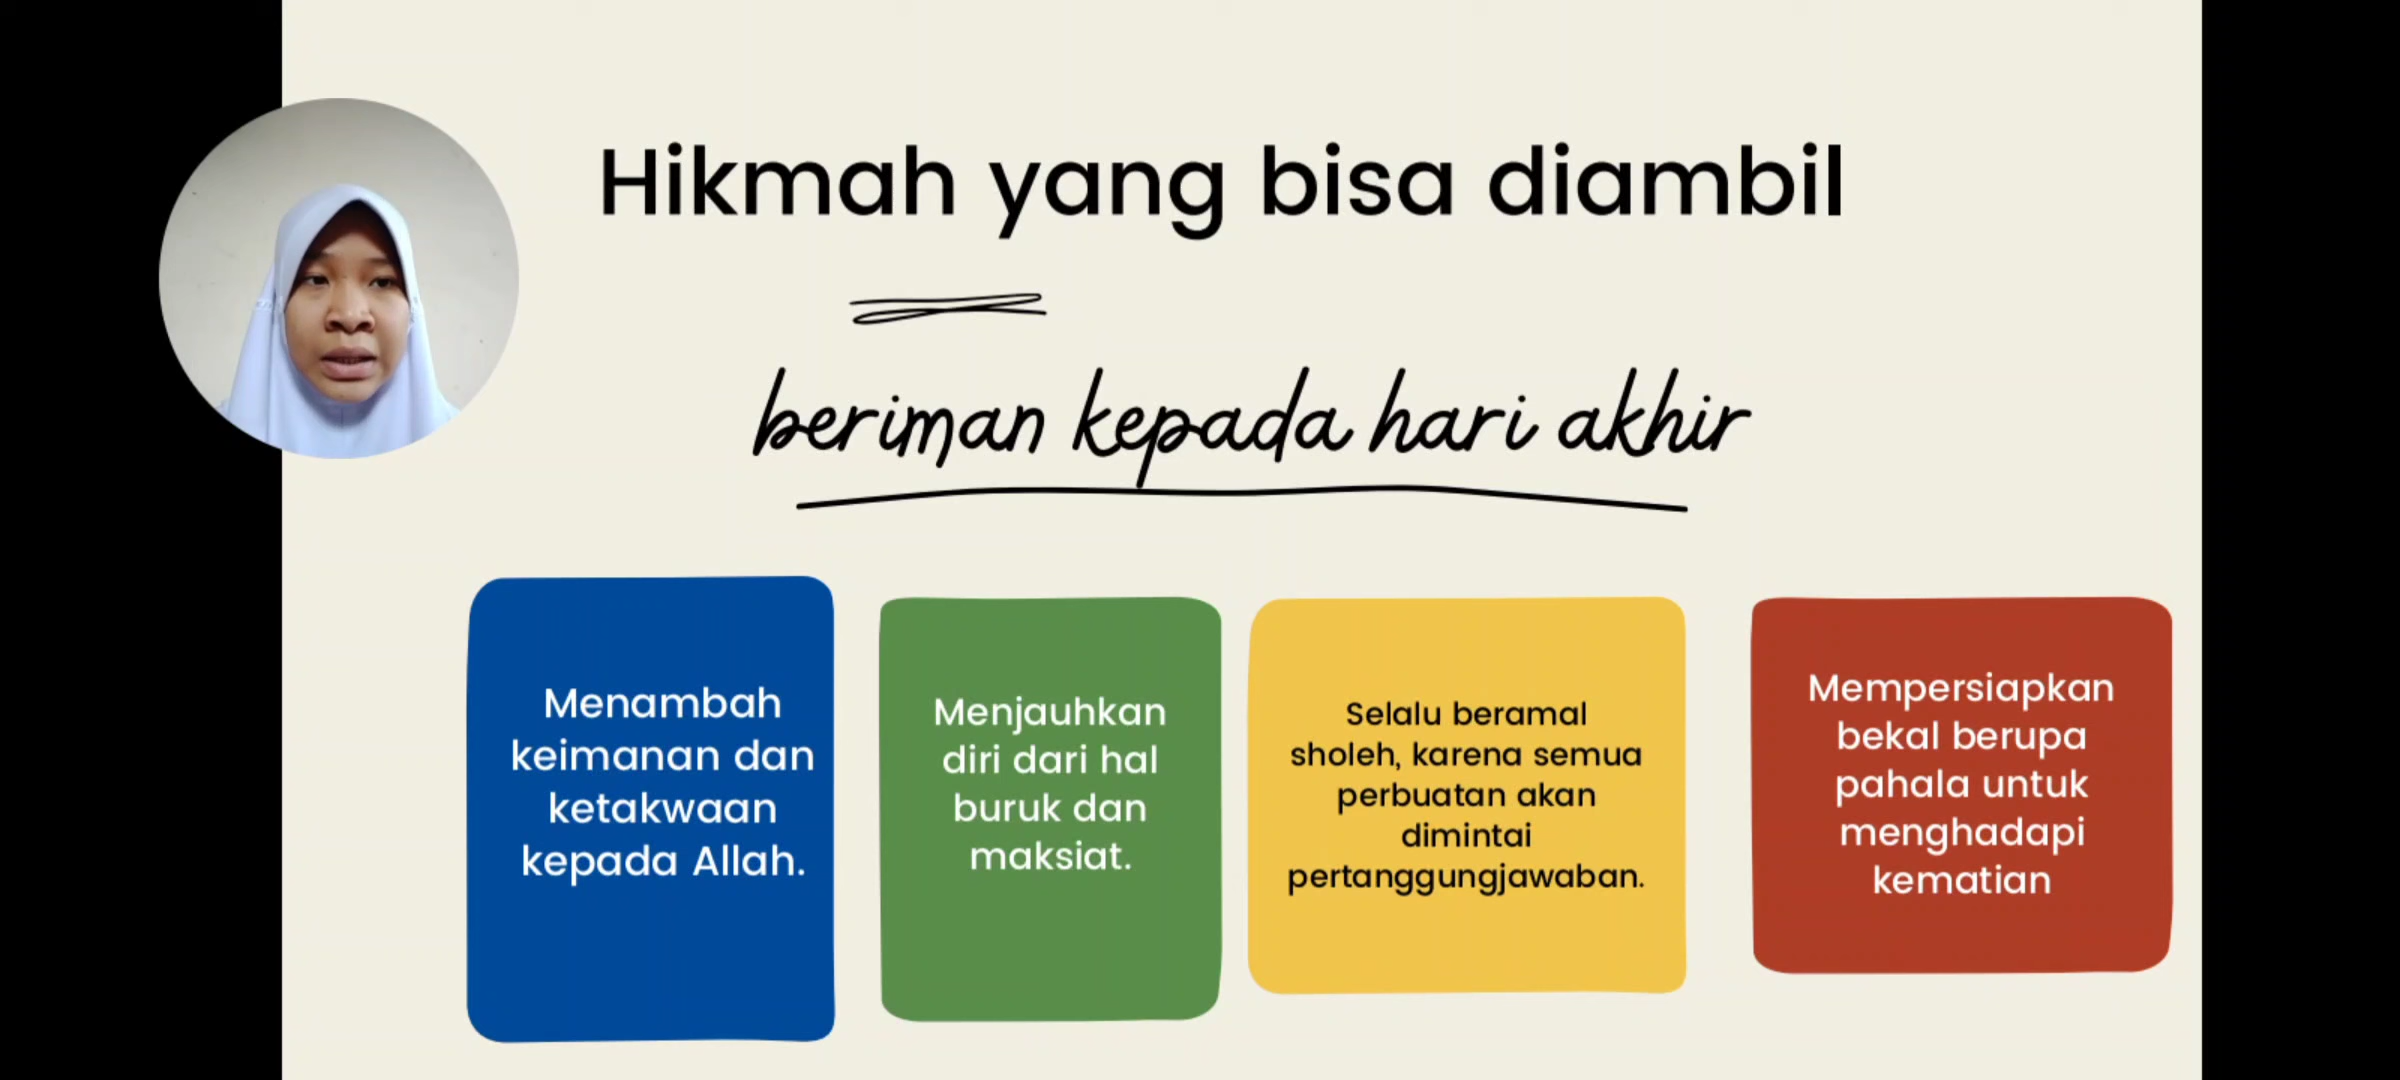 Hikmah yang bisa diambil
beriman kepada hari akhir
Menambah
keimanan dan
ketakwaan
kepada Allah.
Menjauhkan
diri dari hal
buruk dan
maksiat.
Selalu beramal
sholeh, karena semua
perbuatan akan
dimintai
pertanggungjawaban.
Mempersiapkan
bekal berupa
pahala untuk
menghadapi
kematian